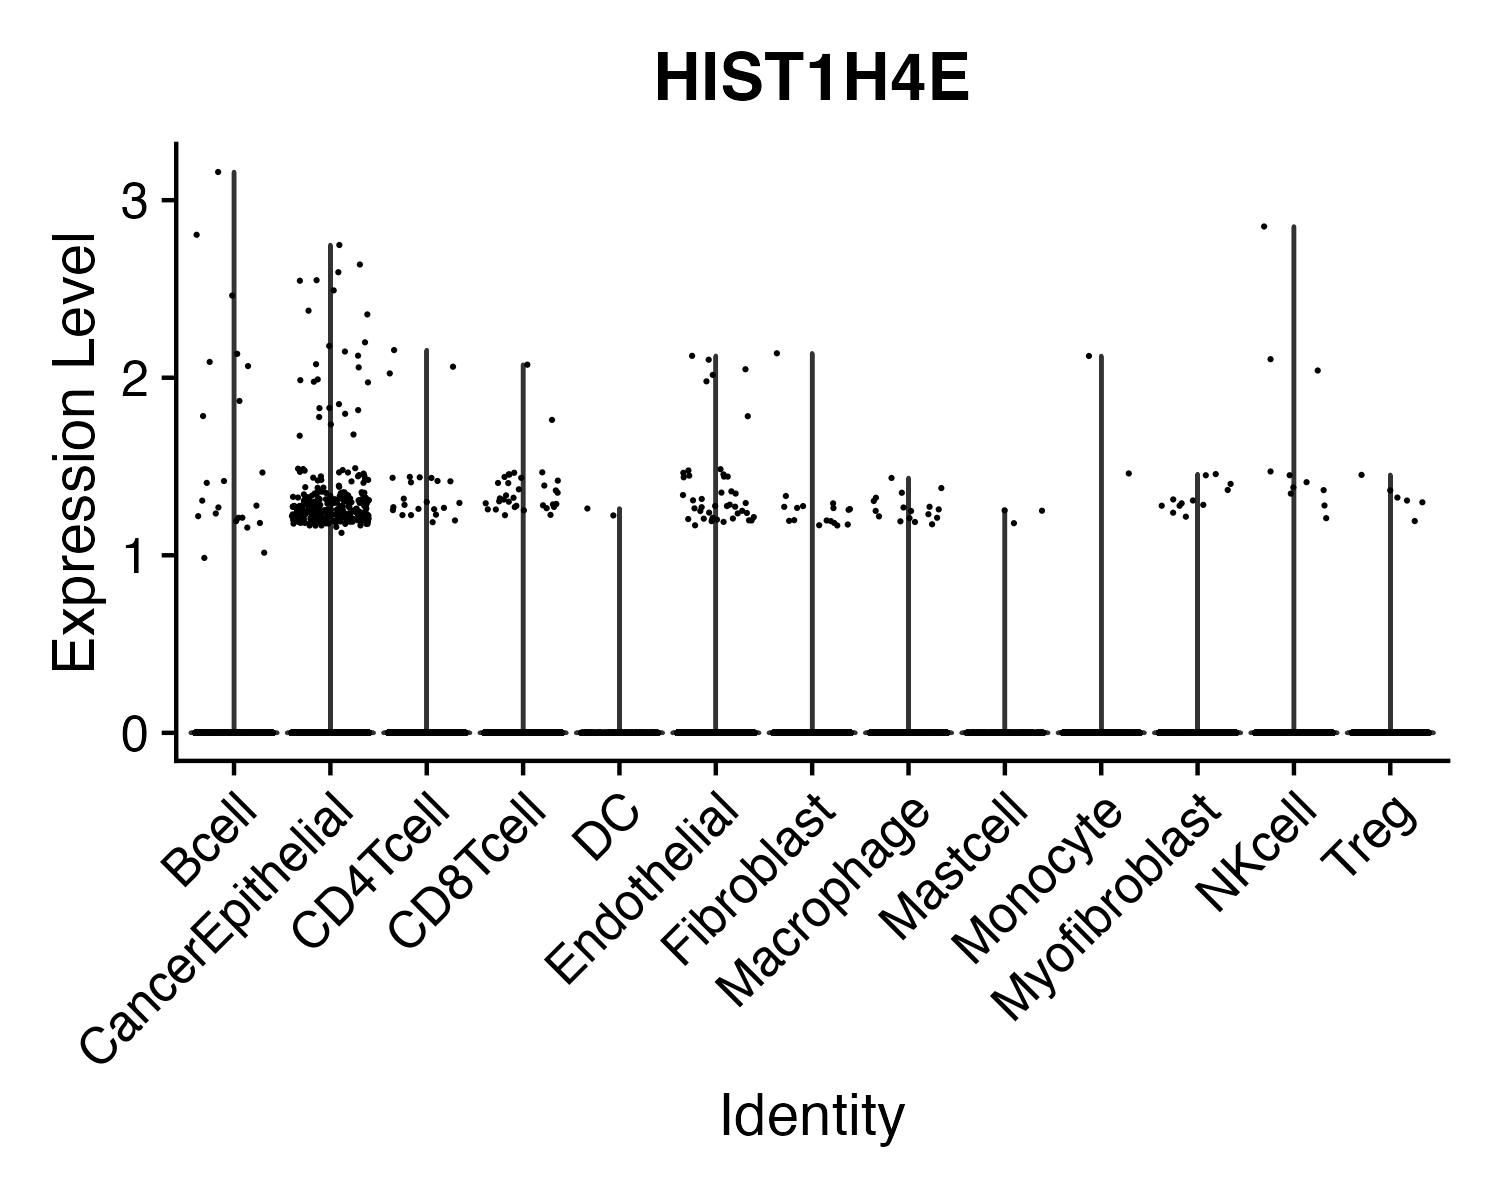 HIST1H4E
Expression Level
3
2
1
0
Bcell
CancerEpithelial
CD4Tcell
CD8Tcell
DC
Endothelial
Fibroblast
Macrophage
Mastcell
Monocyte
Myofibroblast
NKcell
Treg
Identity